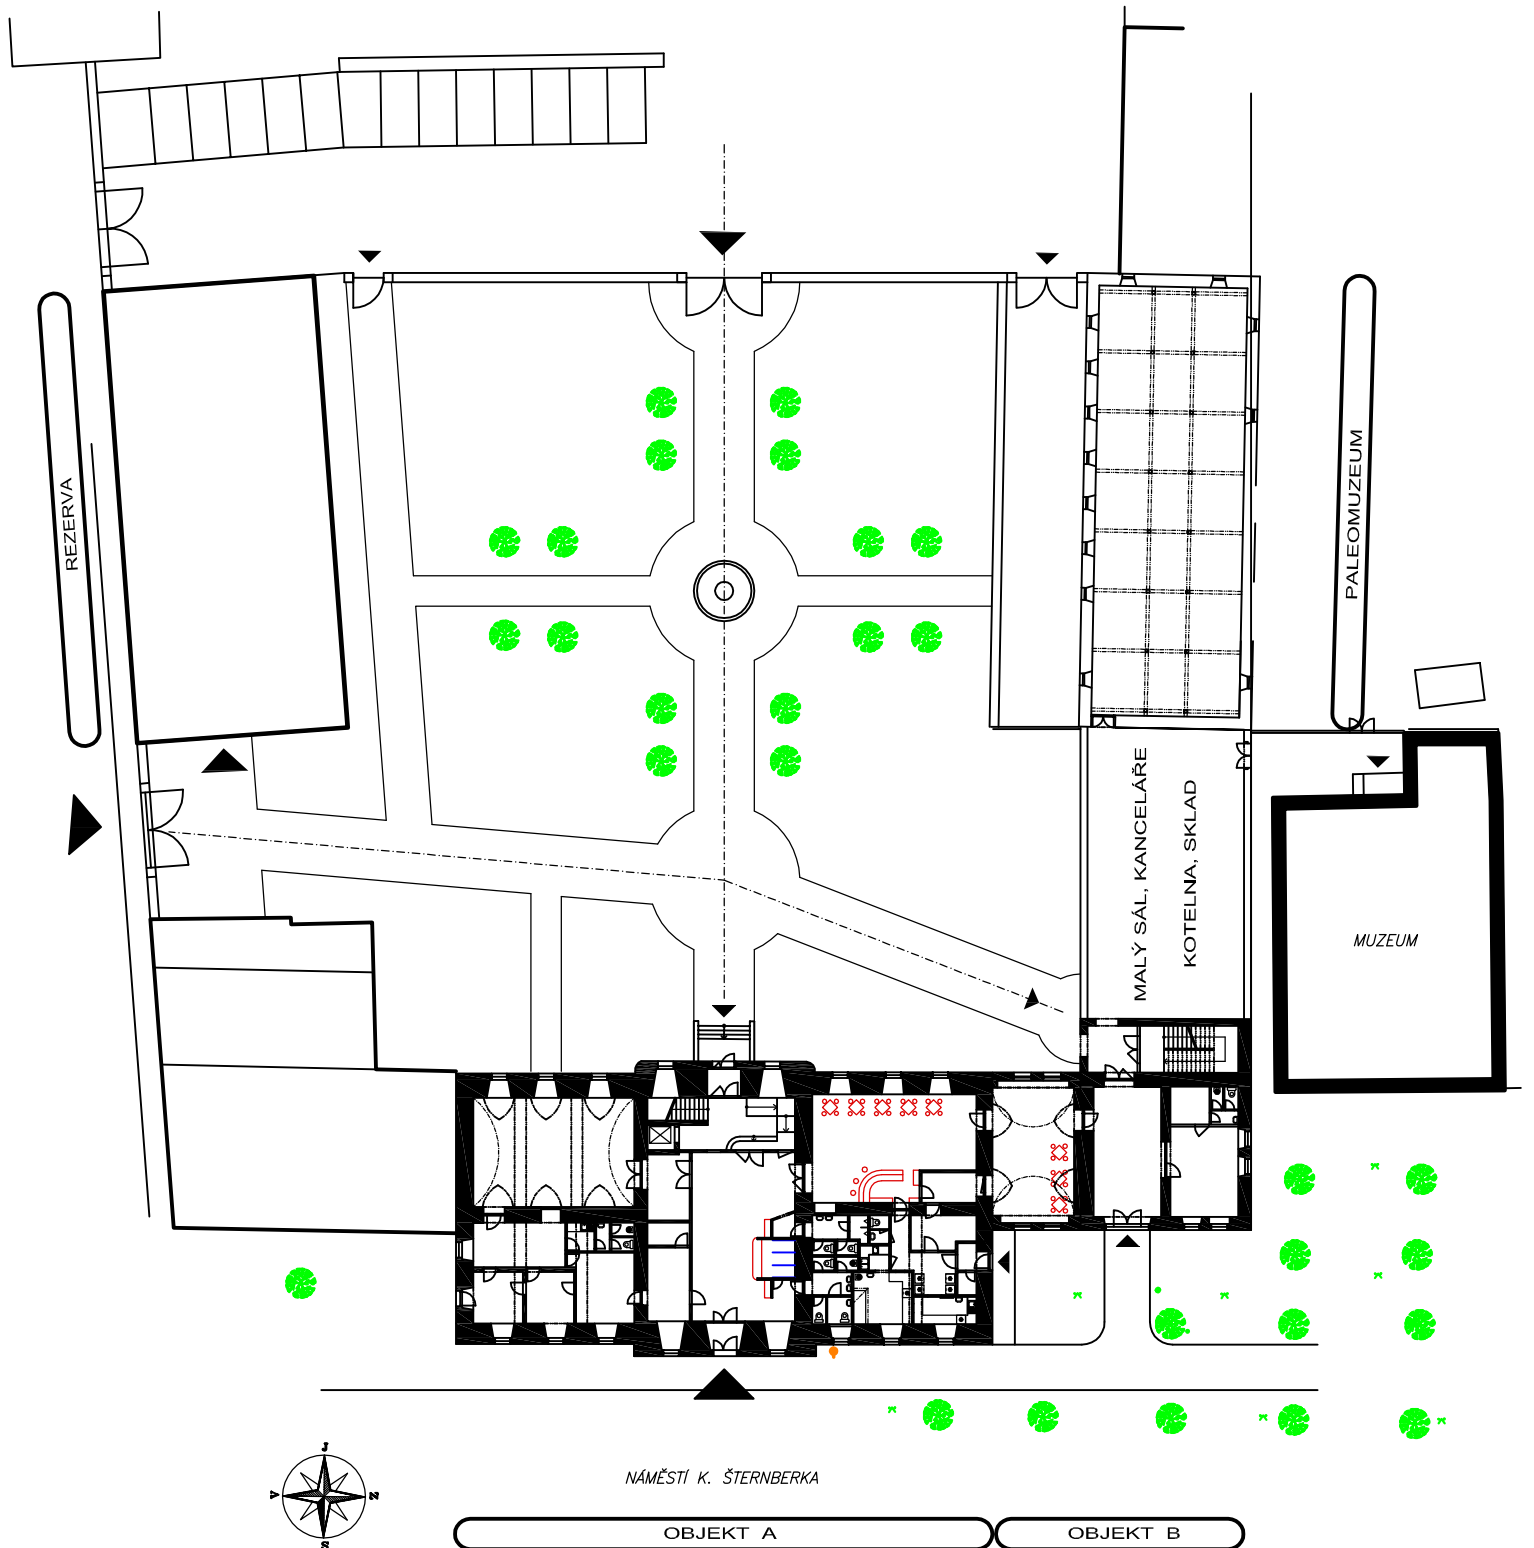 REZERVA
PALEOMUZEUM
MALÝ SÁL, KANCELÁŘE
KOTELNA, SKLAD
MUZEUM
J
V
Z
S
NÁMĚSTÍ K. ŠTERNBERKA
OBJEKT A
OBJEKT B